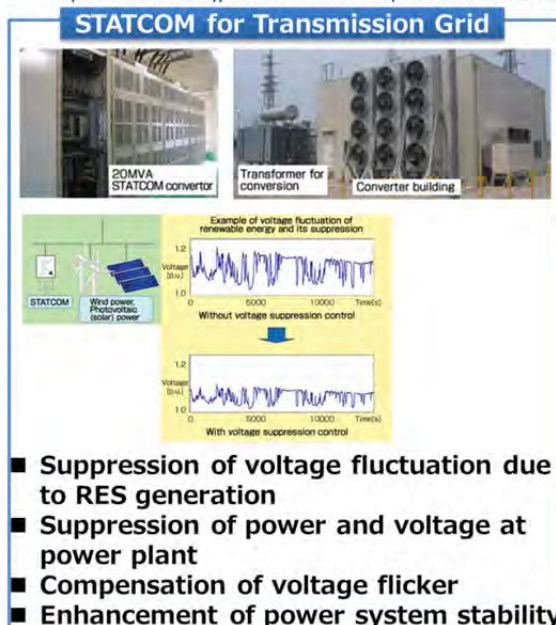 STATCOM for Transmission Grid
20MVA
STATCOM convertor
Transformer for
conversion
Converter building
STATCOM
Wind power,
Photovoltaic
(solar) power
Example of voltage fluctuation of
renewable energy and its suppression
1.2
Voltage
[p.u.]
1.0
0 5000 10000 Time(s)
Without voltage suppression control
1.2
Voltage
[p.u.]
1.0
0 5000 10000 Time(s)
With voltage suppression control
■ Suppression of voltage fluctuation due
to RES generation
■ Suppression of power and voltage at
power plant
■ Compensation of voltage flicker
■ Enhancement of power system stability